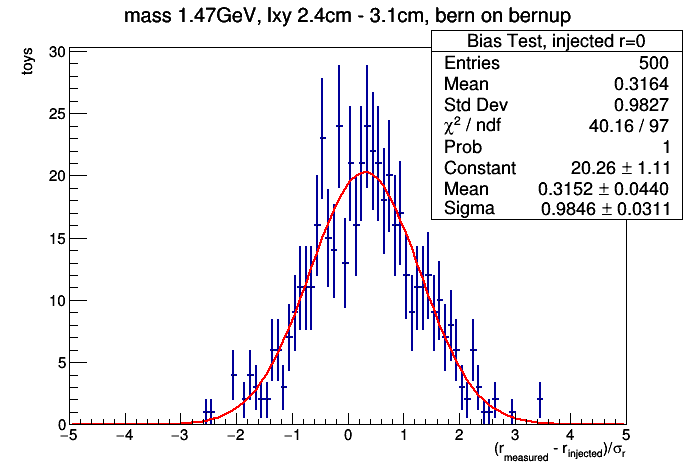 mass 1.47GeV, lxy 2.4cm - 3.1cm, bern on bernup
Bias Test, injected r=0
Entries 500
Mean 0.3164
Std Dev 0.9827
χ² / ndf 40.16 / 97
Prob 1
Constant 20.26 ± 1.11
Mean 0.3152 ± 0.0440
Sigma 0.9846 ± 0.0311
toys
30
25
20
15
10
5
0
−5 −4 −3 −2 −1 0 1 2 3 4 5
(r_measured - r_injected)/σ_r